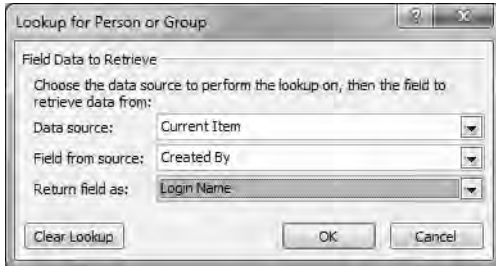 Lookup for Person or Group
Field Data to Retrieve
Choose the data source to perform the lookup on, then the field to
retrieve data from:
Data source: Current Item
Field from source: Created By
Return field as: Login Name
Clear Lookup OK Cancel